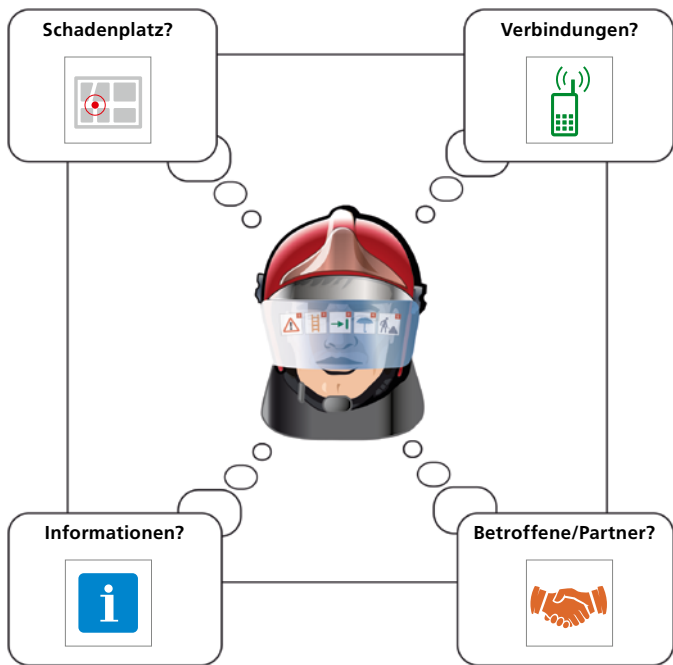 Schadenplatz?
Verbindungen?
Informationen?
Betroffene/Partner?